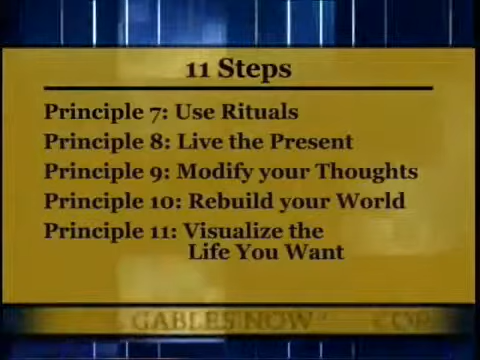 11 Steps
Principle 7: Use Rituals
Principle 8: Live the Present
Principle 9: Modify your Thoughts
Principle 10: Rebuild your World
Principle 11: Visualize the
Life You Want
GABLES NOW